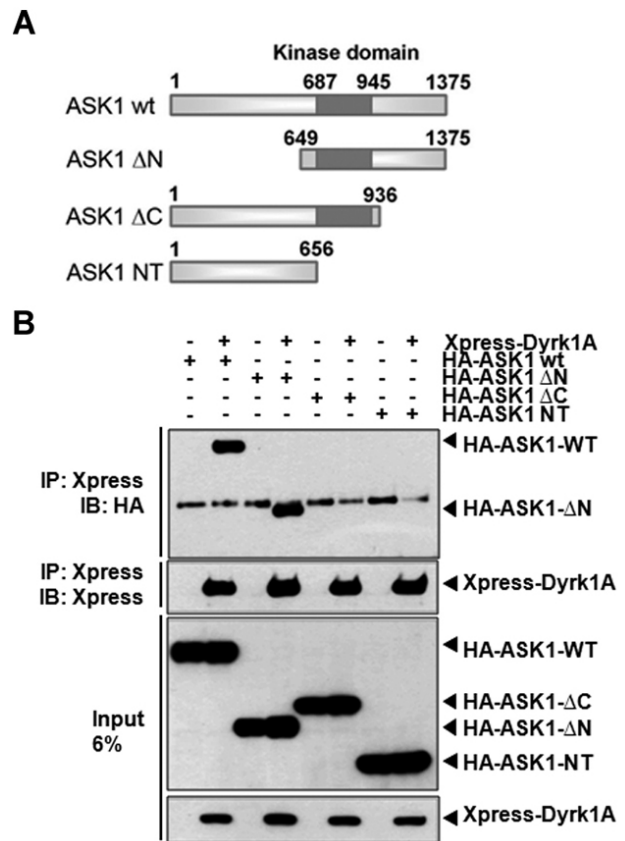 A
Kinase domain
1 687 945 1375
ASK1 wt
649 1375
ASK1 ΔN
1 936
ASK1 ΔC
1 656
ASK1 NT
B
- + - + - + - + Xpress-Dyrk1A
+ + - - - - - - HA-ASK1 wt
- - + + - - - - HA-ASK1 ΔN
- - - - + + - - HA-ASK1 ΔC
- - - - - - + + HA-ASK1 NT
IP: Xpress
IB: HA
HA-ASK1-WT
HA-ASK1-ΔN
IP: Xpress
IB: Xpress
Xpress-Dyrk1A
Input
6%
HA-ASK1-WT
HA-ASK1-ΔC
HA-ASK1-ΔN
HA-ASK1-NT
Xpress-Dyrk1A